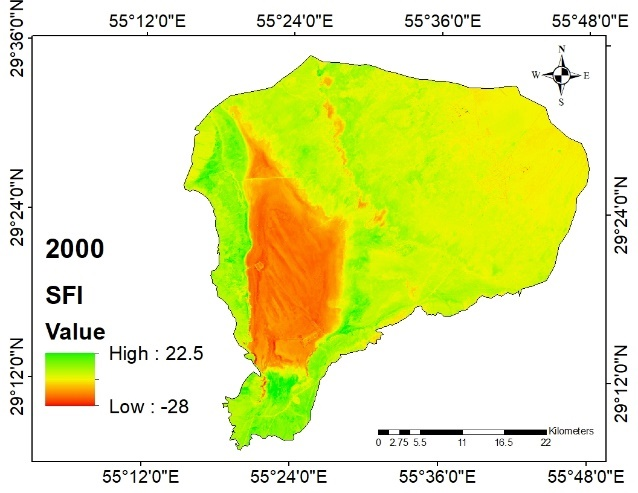 55°12'0"E 55°24'0"E 55°36'0"E 55°48'0"E
29°36'0"N
29°24'0"N
29°12'0"N
N
W E
S
29°24'0"N
29°12'0"N
2000
SFI
Value
High : 22.5
Low : -28
Kilometers
0 2.75 5.5 11 16.5 22
55°12'0"E 55°24'0"E 55°36'0"E 55°48'0"E